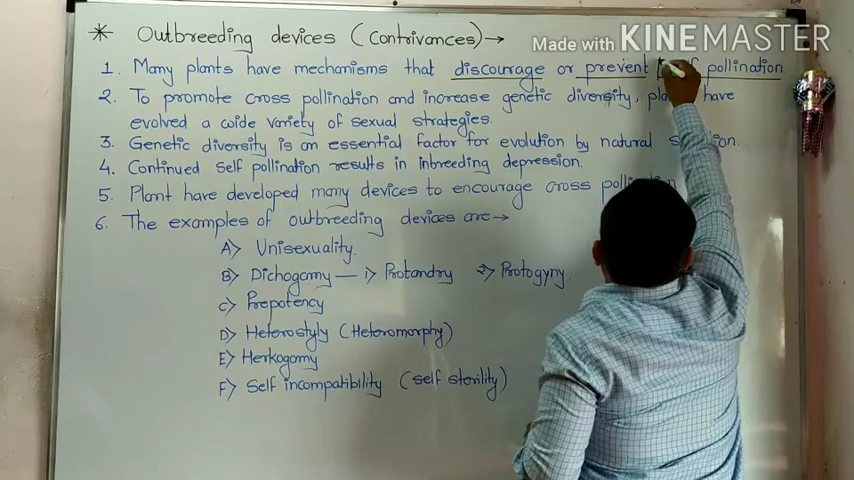 * Outbreeding devices (Contrivances)→
Made with KINEMASTER
1. Many plants have mechanisms that discourage or prevent pollination.
2. To promote cross pollination and increase genetic diversity, have
evolved a wide variety of sexual strategies.
3. Genetic diversity is an essential factor for evolution by natural
4. Continued self pollination results in inbreeding depression.
5. Plant have developed many devices to encourage cross
6. The examples of outbreeding devices are→
A> Unisexuality.
B> Dichogamy — 1> Protandry 2> Protogyny.
C> Prepotency
D> Heterostyly (Heteromorphy)
E> Herkogamy
F> Self incompatibility (self sterility)